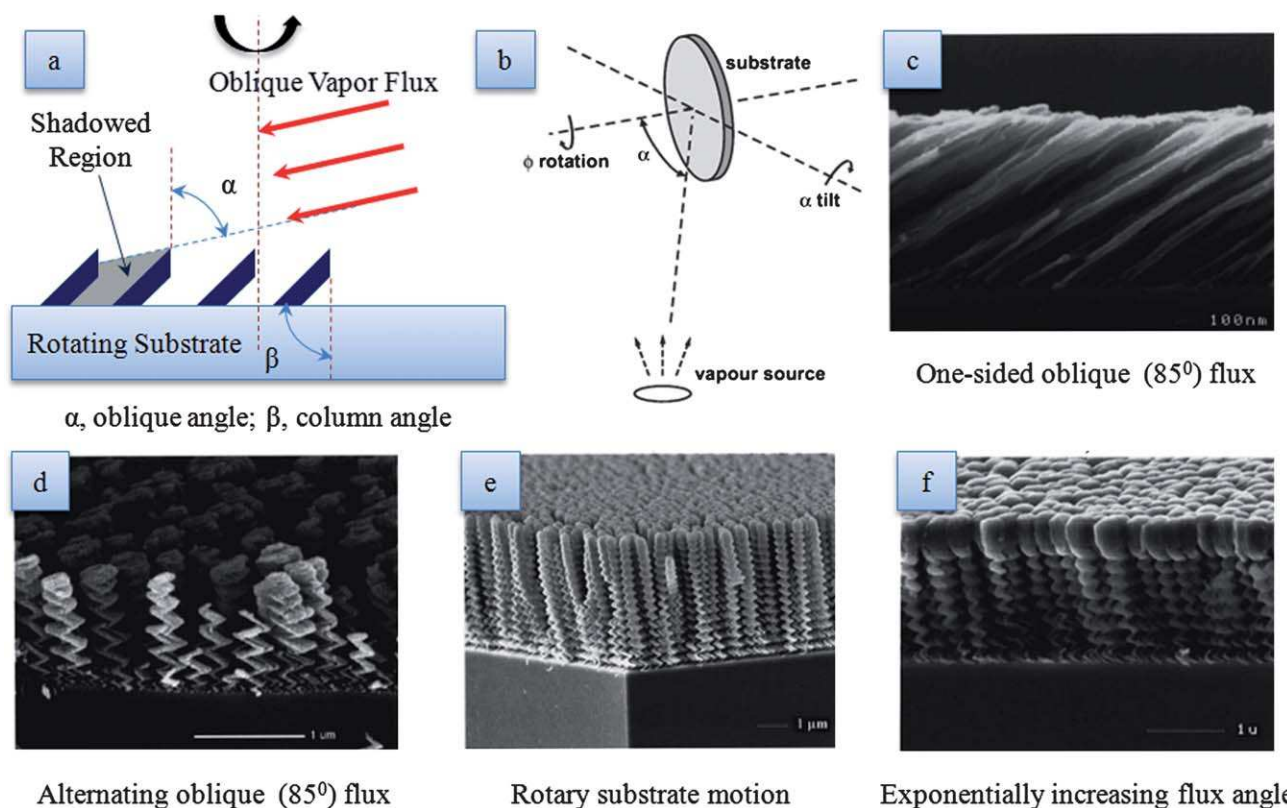 a
Oblique Vapor Flux
Shadowed
Region
α
Rotating Substrate
β
α, oblique angle; β, column angle
b
substrate
ϕ rotation
α
α tilt
vapour source
c
100nm
One-sided oblique (85⁰) flux
d
1 um
Alternating oblique (85⁰) flux
e
1 μm
Rotary substrate motion
f
1u
Exponentially increasing flux angle